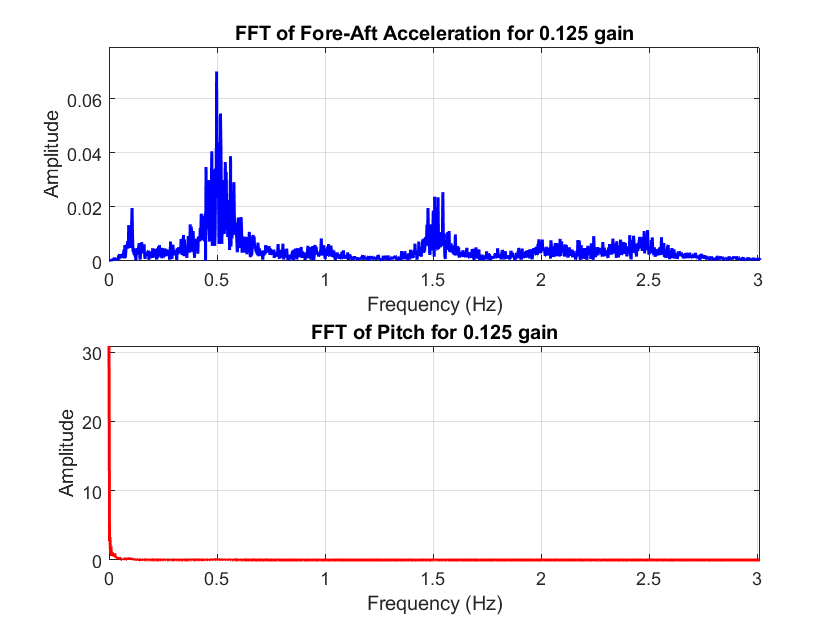 FFT of Fore-Aft Acceleration for 0.125 gain
0.06
0.04
0.02
0
Amplitude
0 0.5 1 1.5 2 2.5 3
Frequency (Hz)
FFT of Pitch for 0.125 gain
30
20
10
0
Amplitude
0 0.5 1 1.5 2 2.5 3
Frequency (Hz)